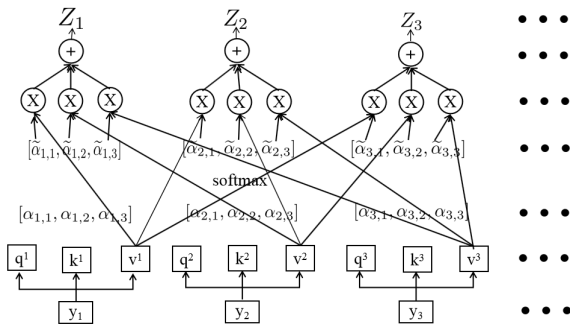 Z₁ Z₂ Z₃
+ + +
X X X X X X X X X
[α̃₁,₁, α̃₁,₂, α̃₁,₃] [α̃₂,₁, α̃₂,₂, α̃₂,₃] [α̃₃,₁, α̃₃,₂, α̃₃,₃]
softmax
[α₁,₁, α₁,₂, α₁,₃] [α₂,₁, α₂,₂, α₂,₃] [α₃,₁, α₃,₂, α₃,₃]
q¹ k¹ v¹ q² k² v² q³ k³ v³
y₁ y₂ y₃